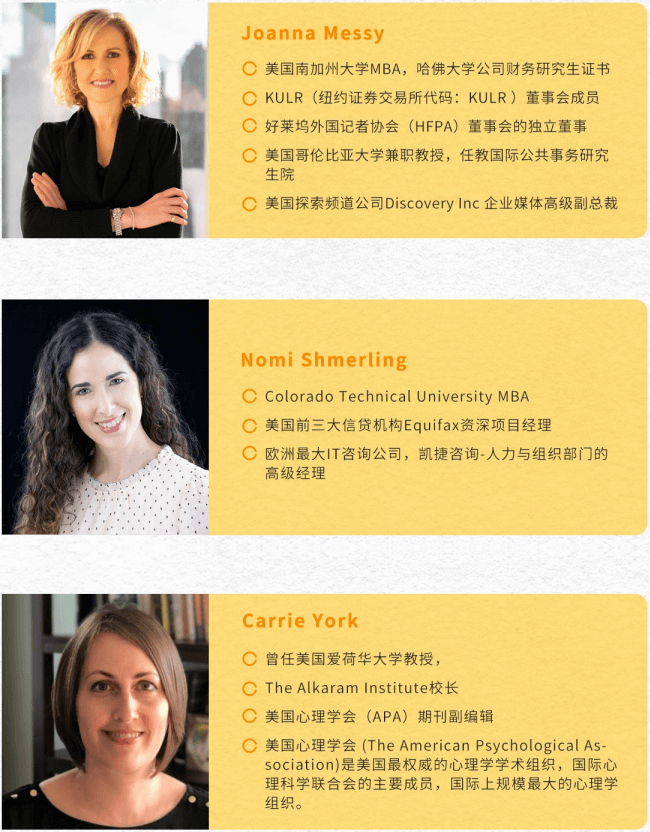 Joanna Messy
美国南加州大学MBA，哈佛大学公司财务研究生证书
KULR（纽约证券交易所代码：KULR ）董事会成员
好莱坞外国记者协会（HFPA）董事会的独立董事
美国哥伦比亚大学兼职教授，任教国际公共事务研究
生院
美国探索频道公司Discovery Inc 企业媒体高级副总裁
Nomi Shmerling
Colorado Technical University MBA
美国前三大信贷机构Equifax资深项目经理
欧洲最大IT咨询公司，凯捷咨询-人力与组织部门的
高级经理
Carrie York
曾任美国爱荷华大学教授，
The Alkaram Institute校长
美国心理学会（APA）期刊副编辑
美国心理学会 (The American Psychological As-
sociation)是美国最权威的心理学学术组织，国际心
理科学联合会的主要成员，国际上规模最大的心理学
组织。